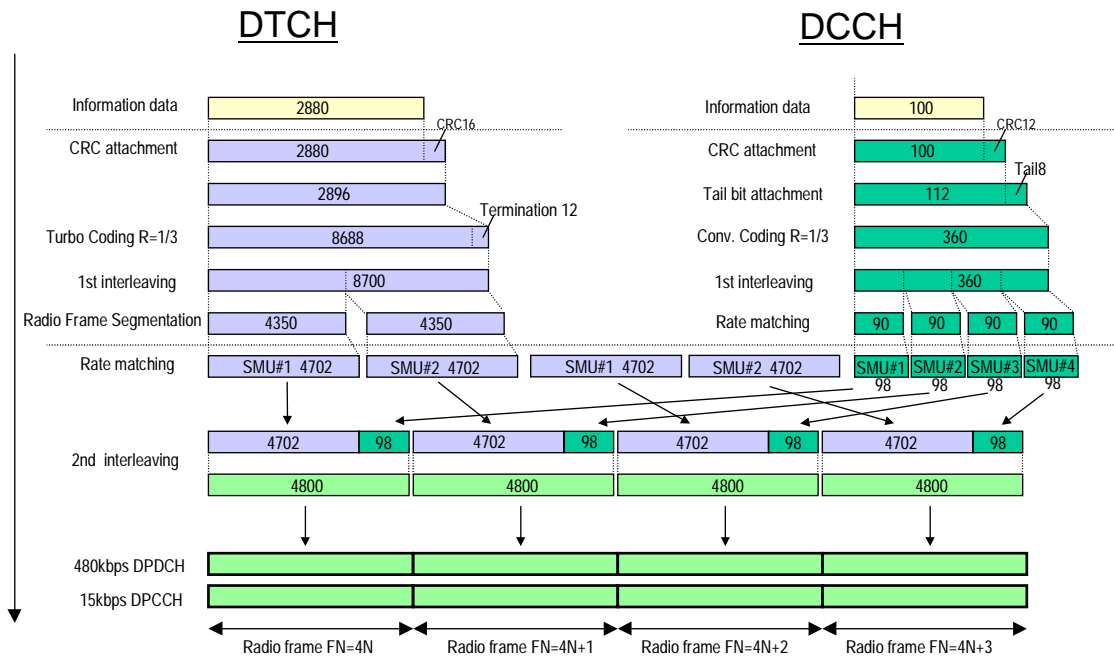 DTCH DCCH
Information data 2880 Information data 100
CRC16 CRC12
CRC attachment 2880 CRC attachment 100
Tail8
2896 Tail bit attachment 112
Termination 12
Turbo Coding R=1/3 8688 Conv. Coding R=1/3 360
1st interleaving 8700 1st interleaving 360
Radio Frame Segmentation 4350 4350 Rate matching 90 90 90 90
Rate matching SMU#1 4702 SMU#2 4702 SMU#1 4702 SMU#2 4702 SMU#1 SMU#2 SMU#3 SMU#4
98 98 98 98
4702 98 4702 98 4702 98 4702 98
2nd interleaving
4800 4800 4800 4800
480kbps DPDCH
15kbps DPCCH
Radio frame FN=4N Radio frame FN=4N+1 Radio frame FN=4N+2 Radio frame FN=4N+3